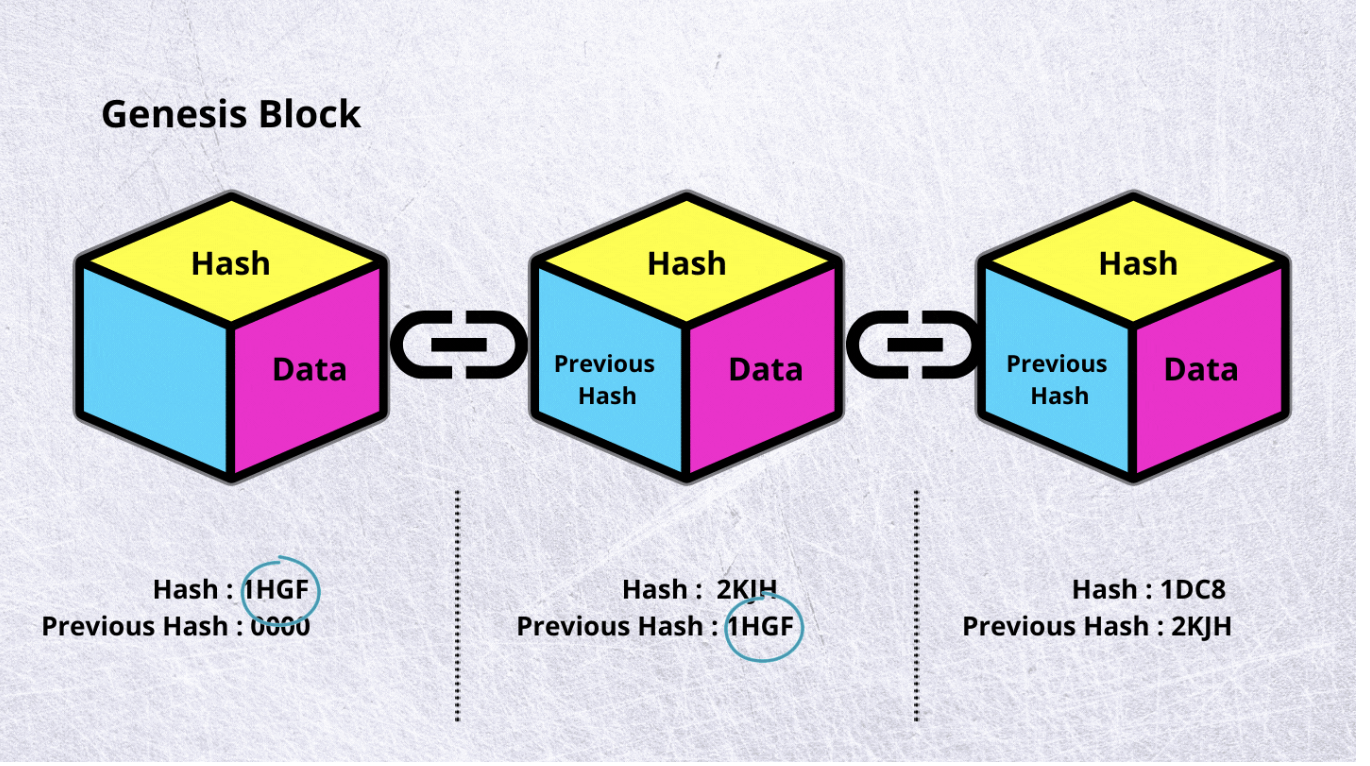 Genesis Block
Hash
Data
Hash
Previous
Hash
Data
Hash
Previous
Hash
Data
Hash : 1HGF
Previous Hash : 0000
Hash : 2KJH
Previous Hash : 1HGF
Hash : 1DC8
Previous Hash : 2KJH